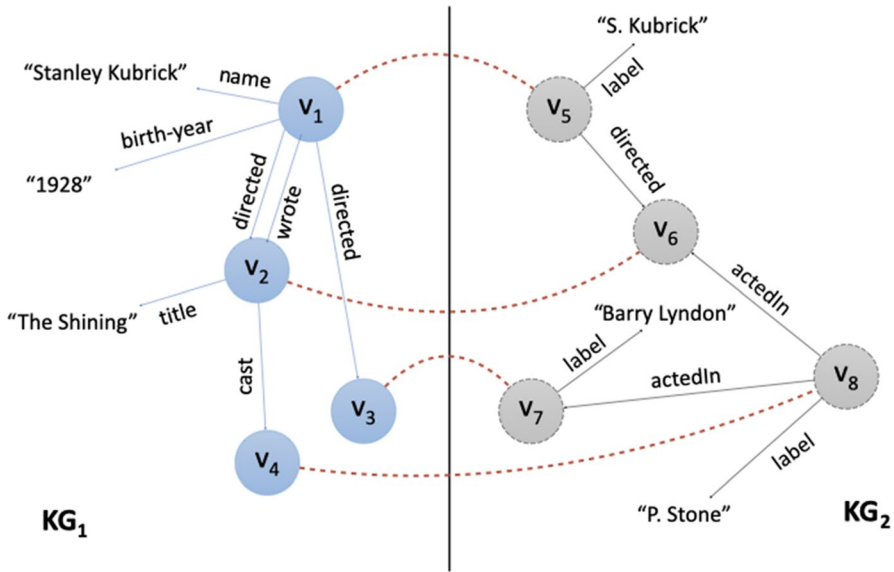 "S. Kubrick"
"Stanley Kubrick"
name
label
V₁
V₅
birth-year
"1928"
directed
wrote
directed
directed
V₆
V₂
actedIn
"The Shining"
title
"Barry Lyndon"
label
cast
actedIn
V₈
V₃
V₇
V₄
label
"P. Stone"
KG₁
KG₂